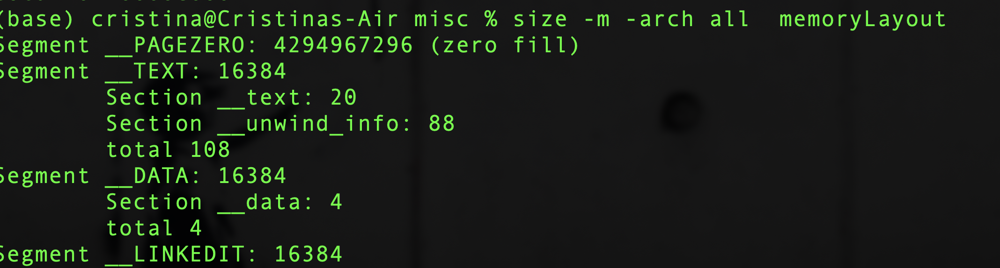 (base) cristina@Cristinas-Air misc % size -m -arch all  memoryLayout
Segment __PAGEZERO: 4294967296 (zero fill)
Segment __TEXT: 16384
Section __text: 20
Section __unwind_info: 88
total 108
Segment __DATA: 16384
Section __data: 4
total 4
Segment __LINKEDIT: 16384